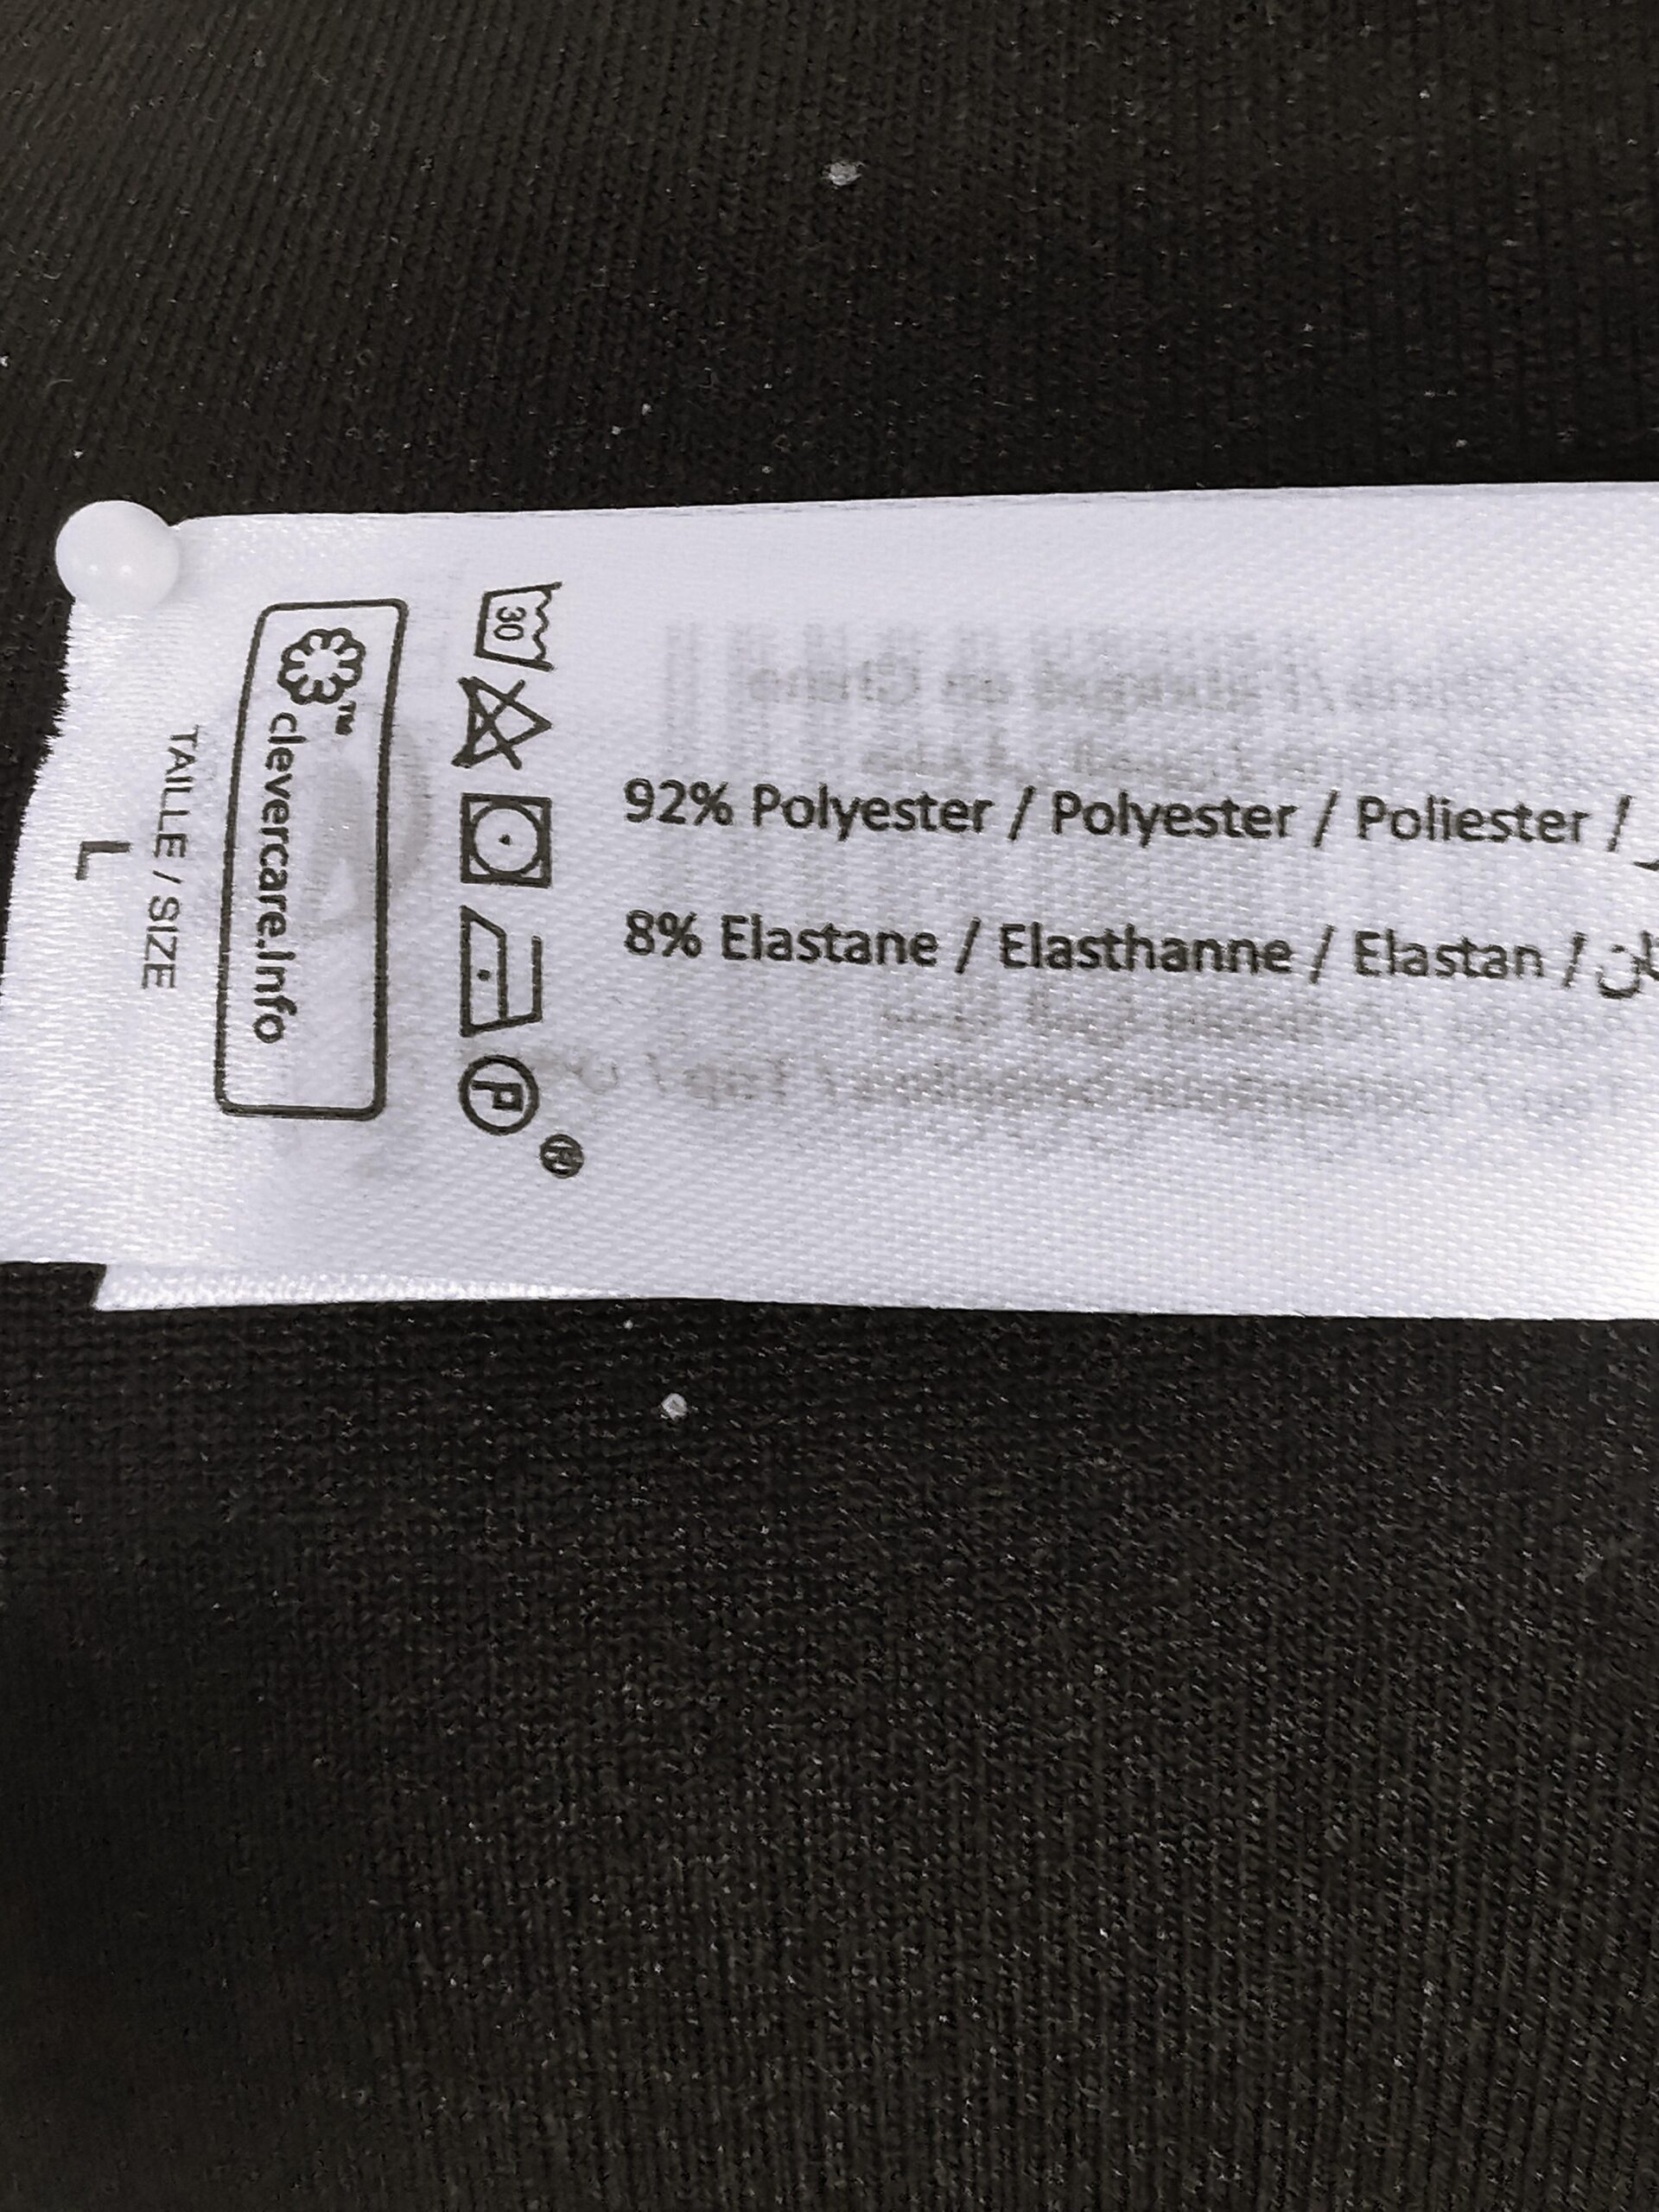 92% Polyester / Polyester / Poliester /
8% Elastane / Elasthanne / Elastan /
30
P
clevercare.info
TAILLE / SIZE
L